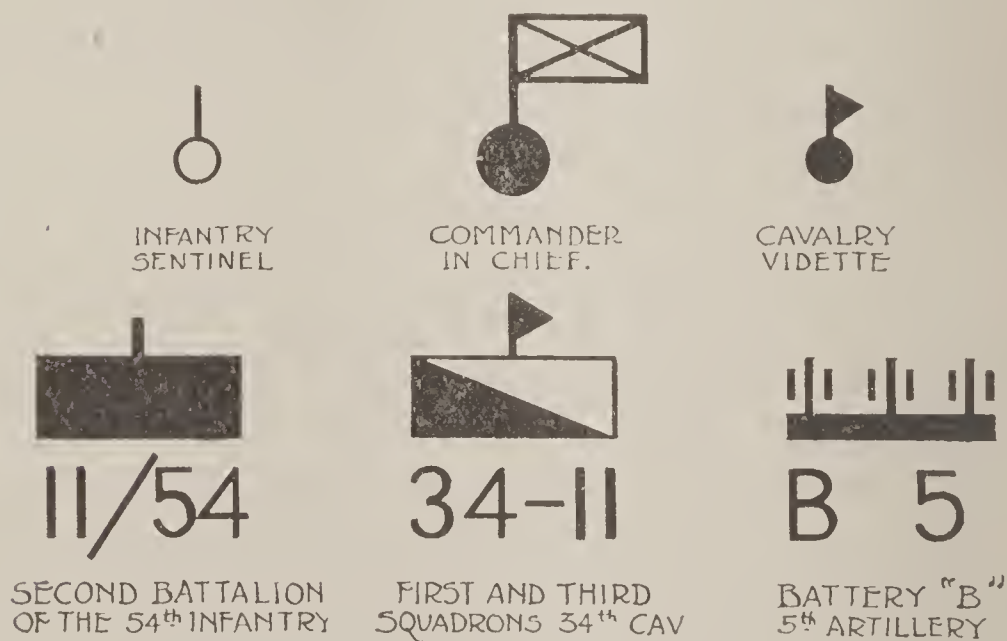 INFANTRY
SENTINEL
COMMANDER
IN CHIEF.
CAVALRY
VIDETTE
II/54
34-II
B 5
SECOND BATTALION
OF THE 54th INFANTRY
FIRST AND THIRD
SQUADRONS 34th CAV
BATTERY "B"
5th ARTILLERY